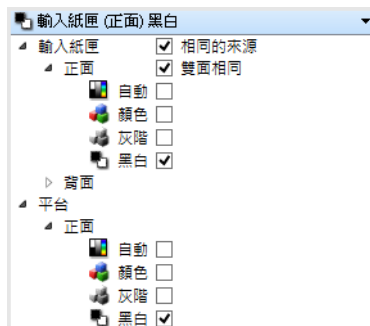 輸入紙匣 (正面) 黑白
輸入紙匣 相同的來源
正面 雙面相同
自動
顏色
灰階
黑白
背面
平台
正面
自動
顏色
灰階
黑白